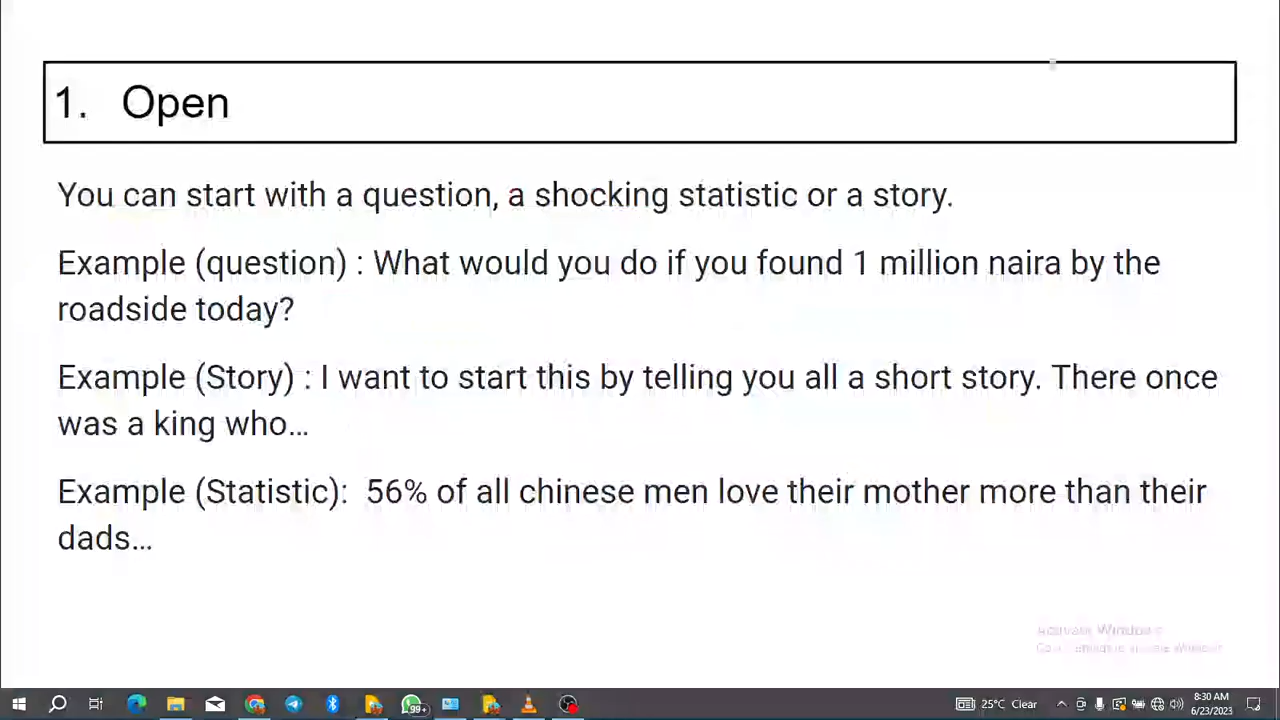 1. Open
You can start with a question, a shocking statistic or a story.
Example (question) : What would you do if you found 1 million naira by the
roadside today?
Example (Story) : I want to start this by telling you all a short story. There once
was a king who...
Example (Statistic): 56% of all chinese men love their mother more than their
dads...
99+
25°C Clear
8:30 AM
6/23/2023